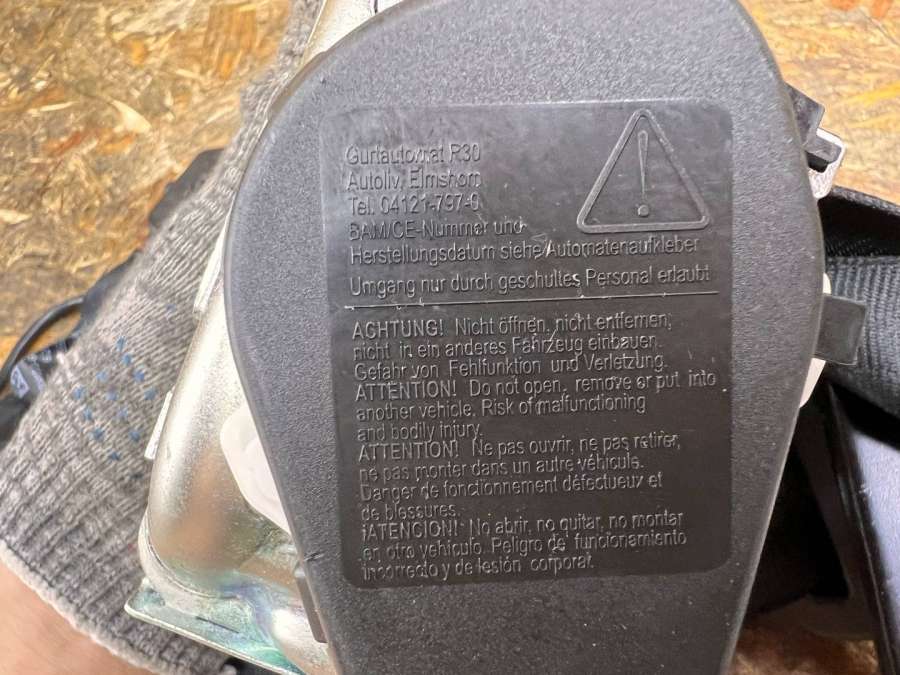 Gurtautomat R30
Autoliv, Elmshorn
Tel. 04121-797-0
BAM/CE-Nummer und
Herstellungsdatum siehe Automatenaufkleber
Umgang nur durch geschultes Personal erlaubt
ACHTUNG! Nicht öffnen, nicht entfernen,
nicht in ein anderes Fahrzeug einbauen.
Gefahr von Fehlfunktion und Verletzung.
ATTENTION! Do not open, remove or put into
another vehicle. Risk of malfunctioning
and bodily injury.
ATTENTION! Ne pas ouvrir, ne pas retirer,
ne pas monter dans un autre véhicule.
Danger de fonctionnement défectueux et
de blessures.
¡ATENCION! No abrir, no quitar, no montar
en otro vehiculo. Peligro de funcionamiento
incorrecto y de lesión corporat.